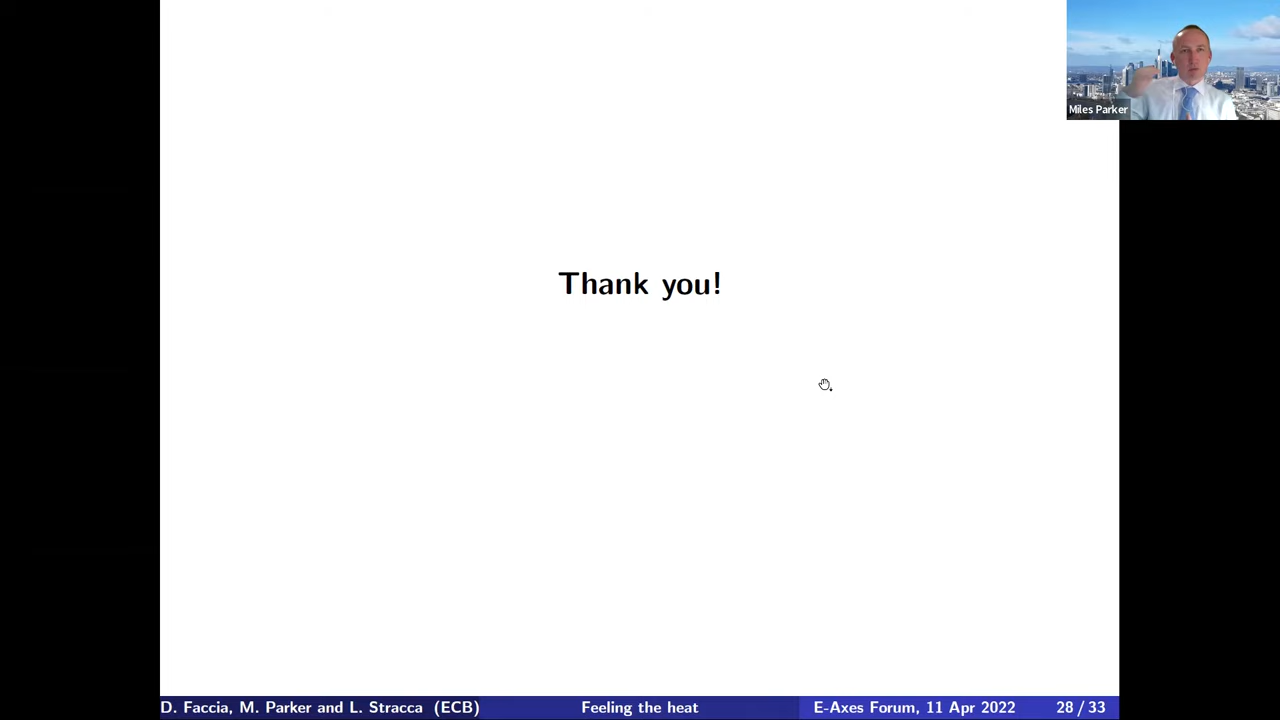 Miles Parker
Thank you!
D. Faccia, M. Parker and L. Stracca (ECB) Feeling the heat E-Axes Forum, 11 Apr 2022 28 / 33